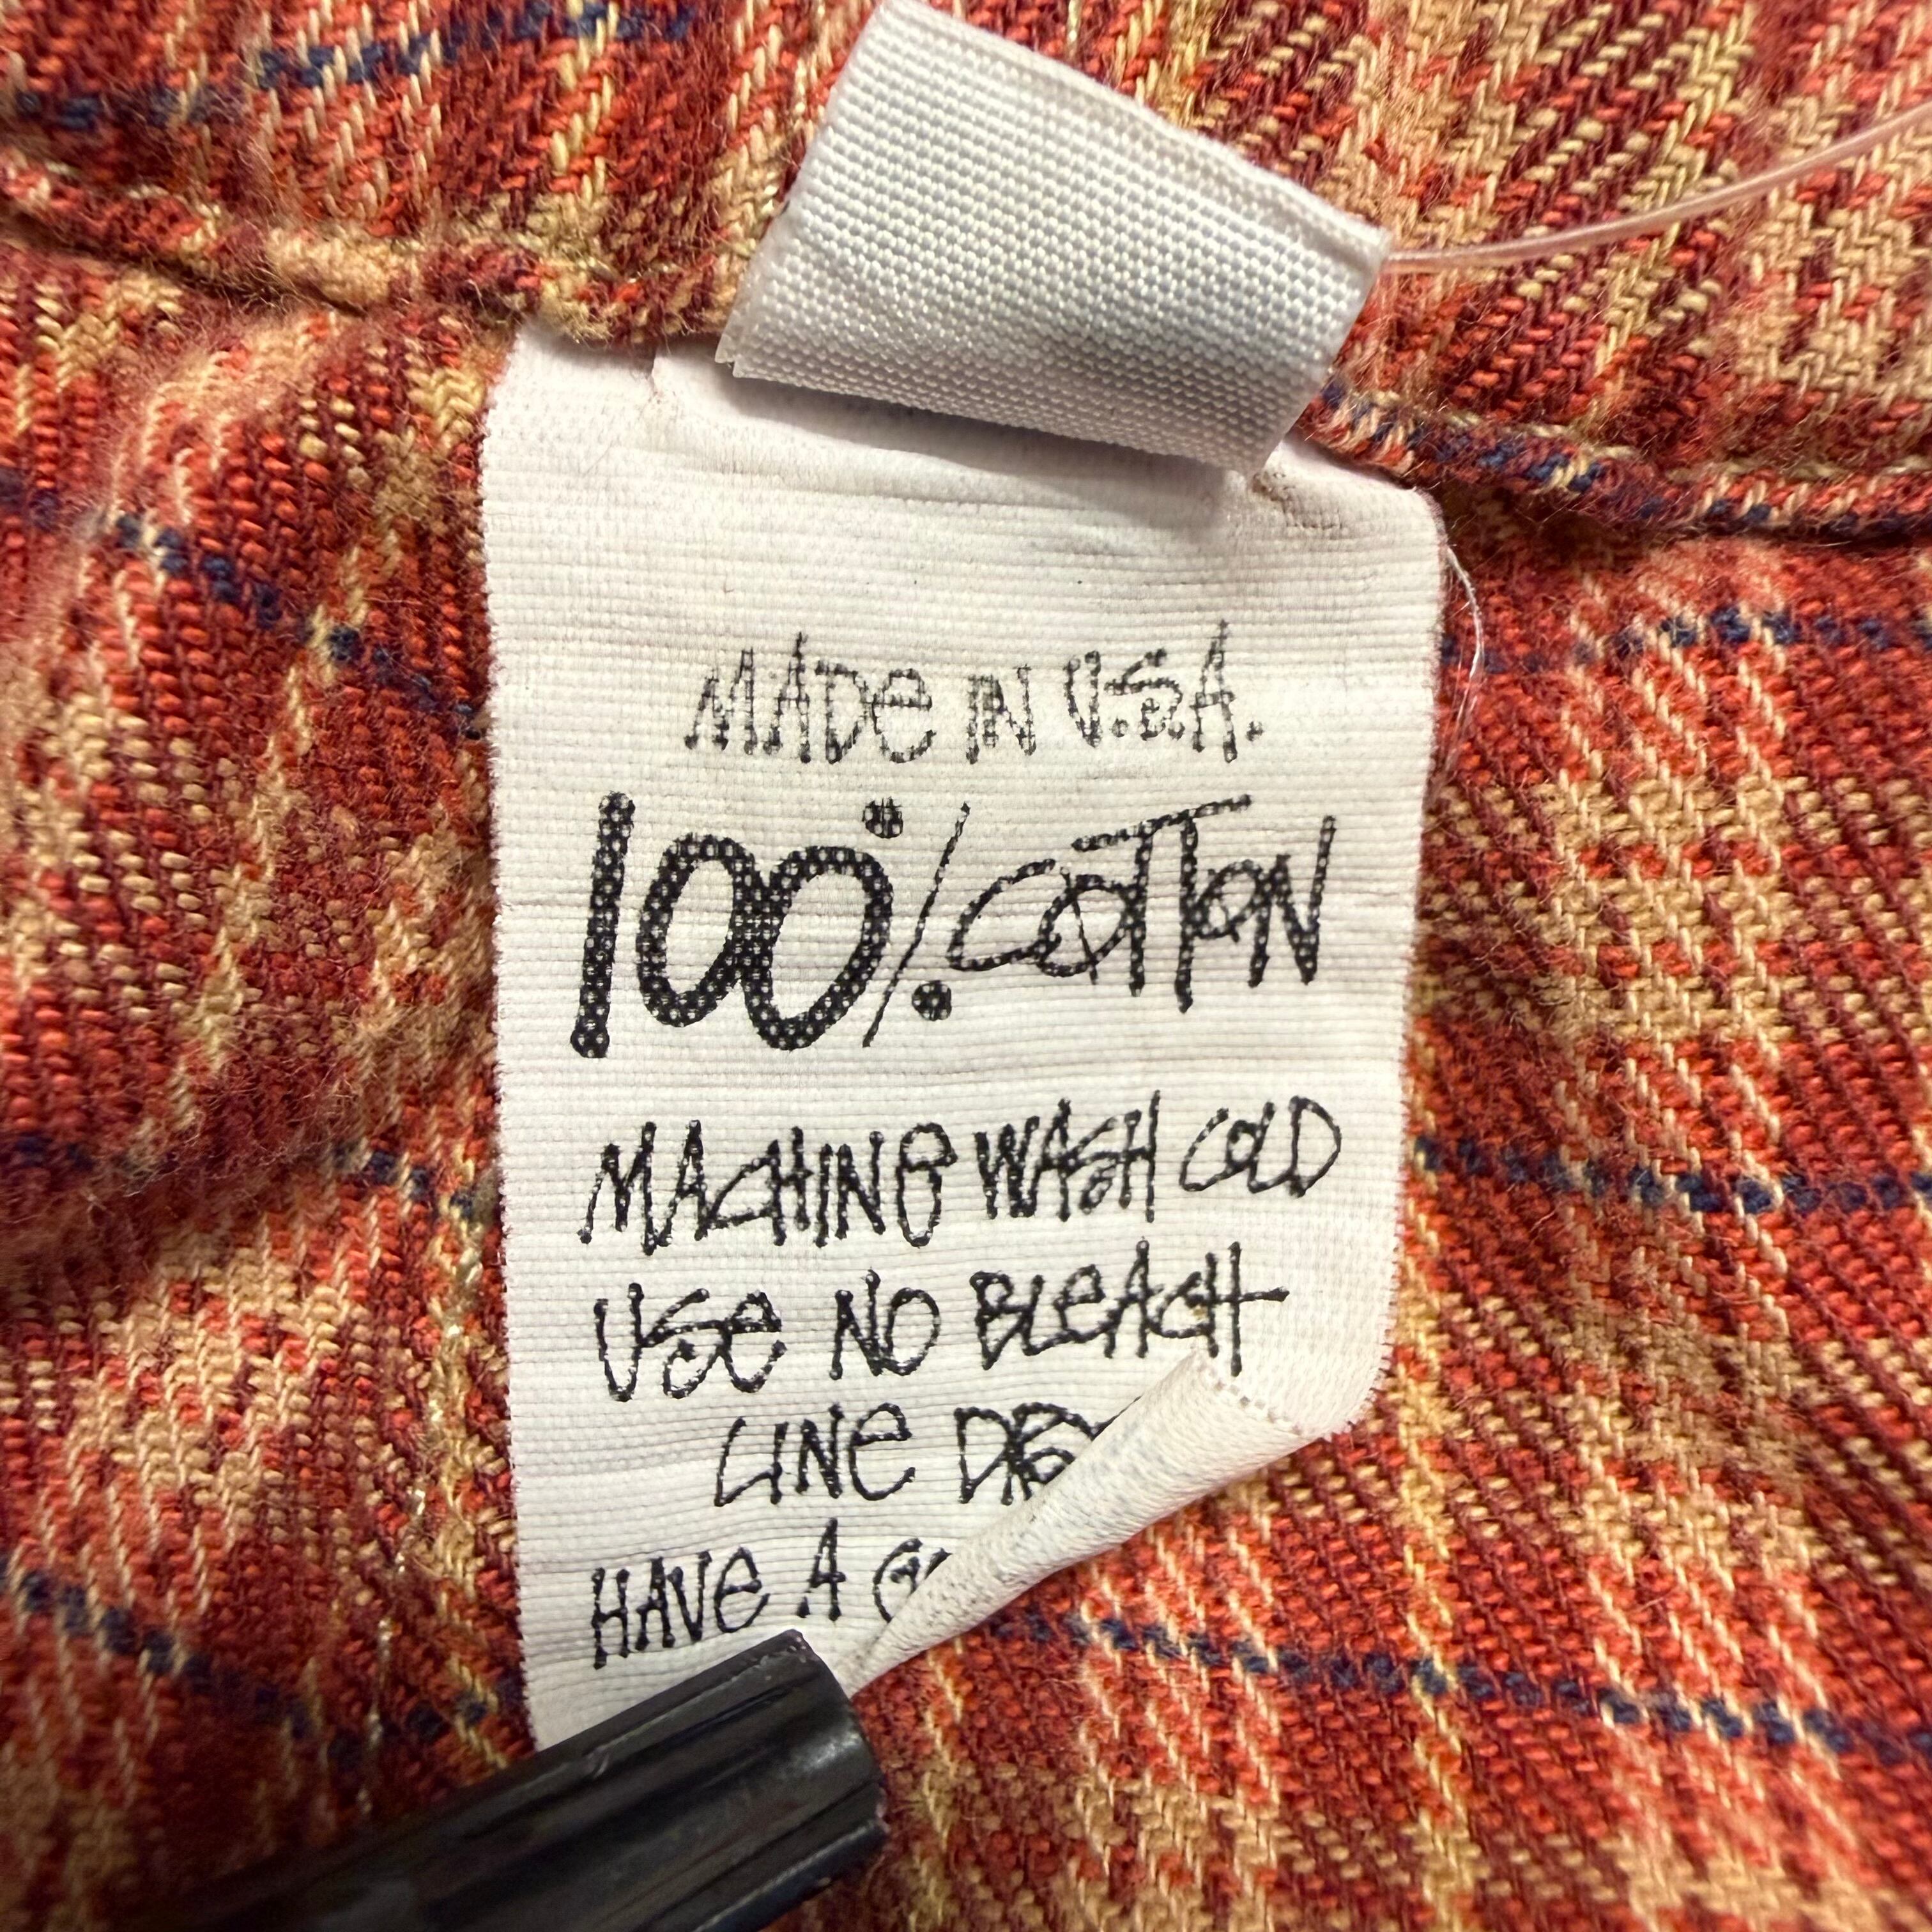 MADe IN U.S.A.
100% COTTON
MACHINe WASH COLD
USe NO BLeACH
LINe
HAVe A